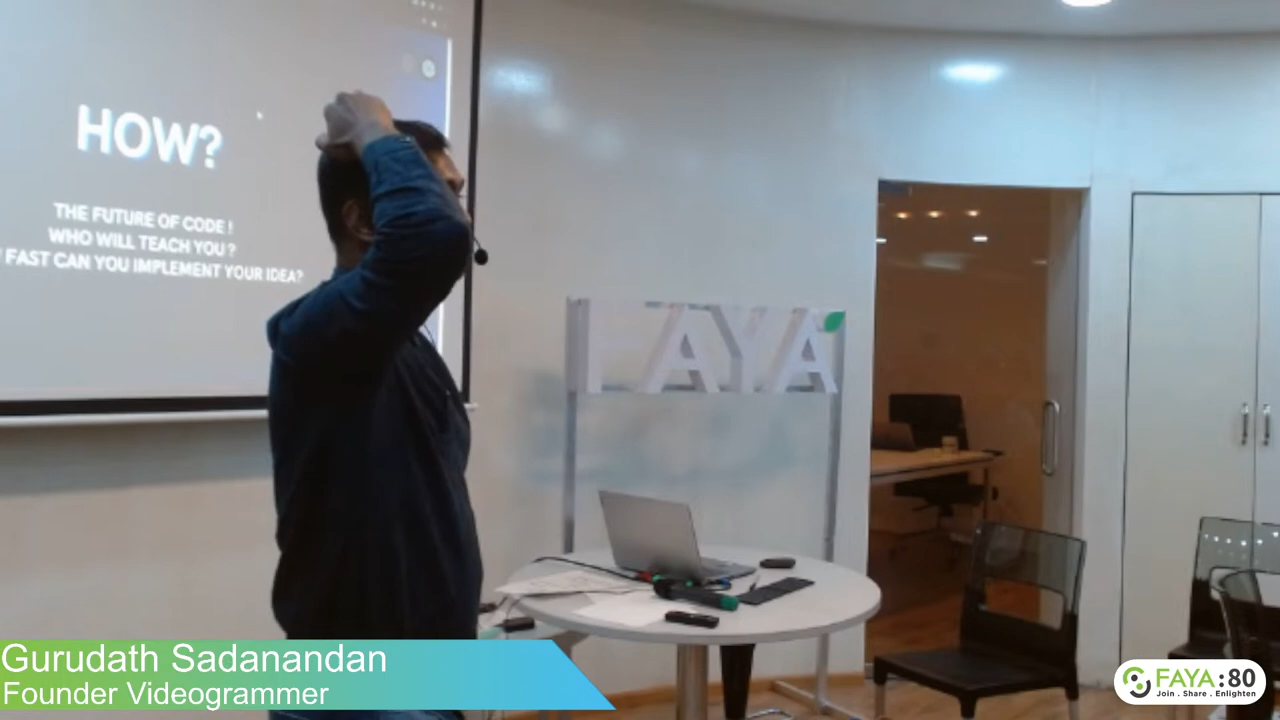 HOW?
THE FUTURE OF CODE !
WHO WILL TEACH YOU ?
FAST CAN YOU IMPLEMENT YOUR IDEA?
FAYA
Gurudath Sadanandan
Founder Videogrammer
FAYA:80
Join . Share . Enlighten